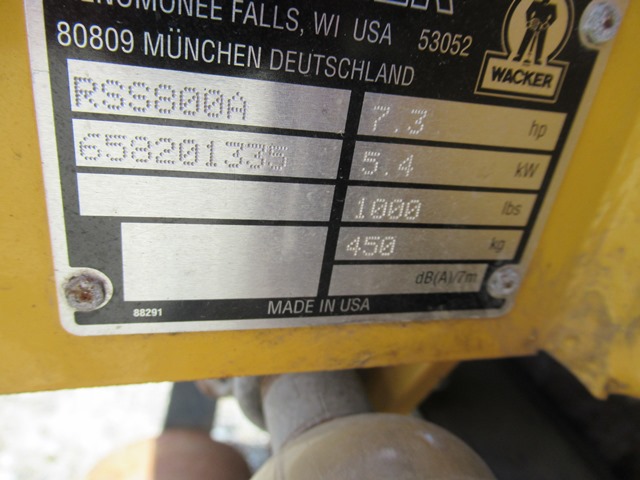 MENOMONEE FALLS, WI USA 53052
80809 MÜNCHEN DEUTSCHLAND
WACKER
RSS800A
7.3 hp
658201335
5.4 kW
1000 lbs
450 kg
dB(A)/7m
88291
MADE IN USA